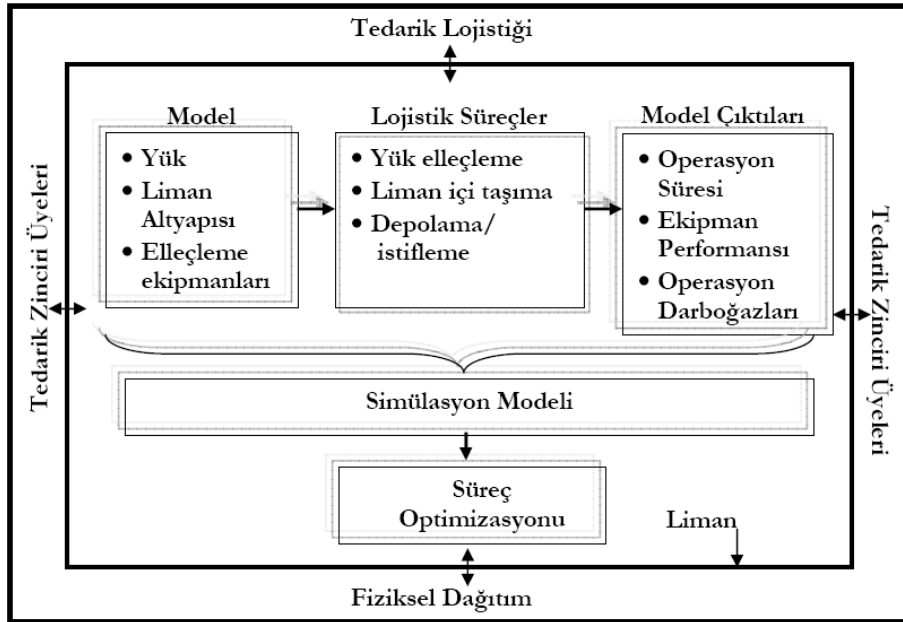 Tedarik Lojistiği
Tedarik Zinciri Üyeleri
Model
• Yük
• Liman
Altyapısı
• Elleçleme
ekipmanları
Lojistik Süreçler
• Yük elleçleme
• Liman içi taşıma
• Depolama/
istifleme
Model Çıktıları
• Operasyon
Süresi
• Ekipman
Performansı
• Operasyon
Darboğazları
Tedarik Zinciri Üyeleri
Simülasyon Modeli
Süreç
Optimizasyonu
Liman
Fiziksel Dağıtım